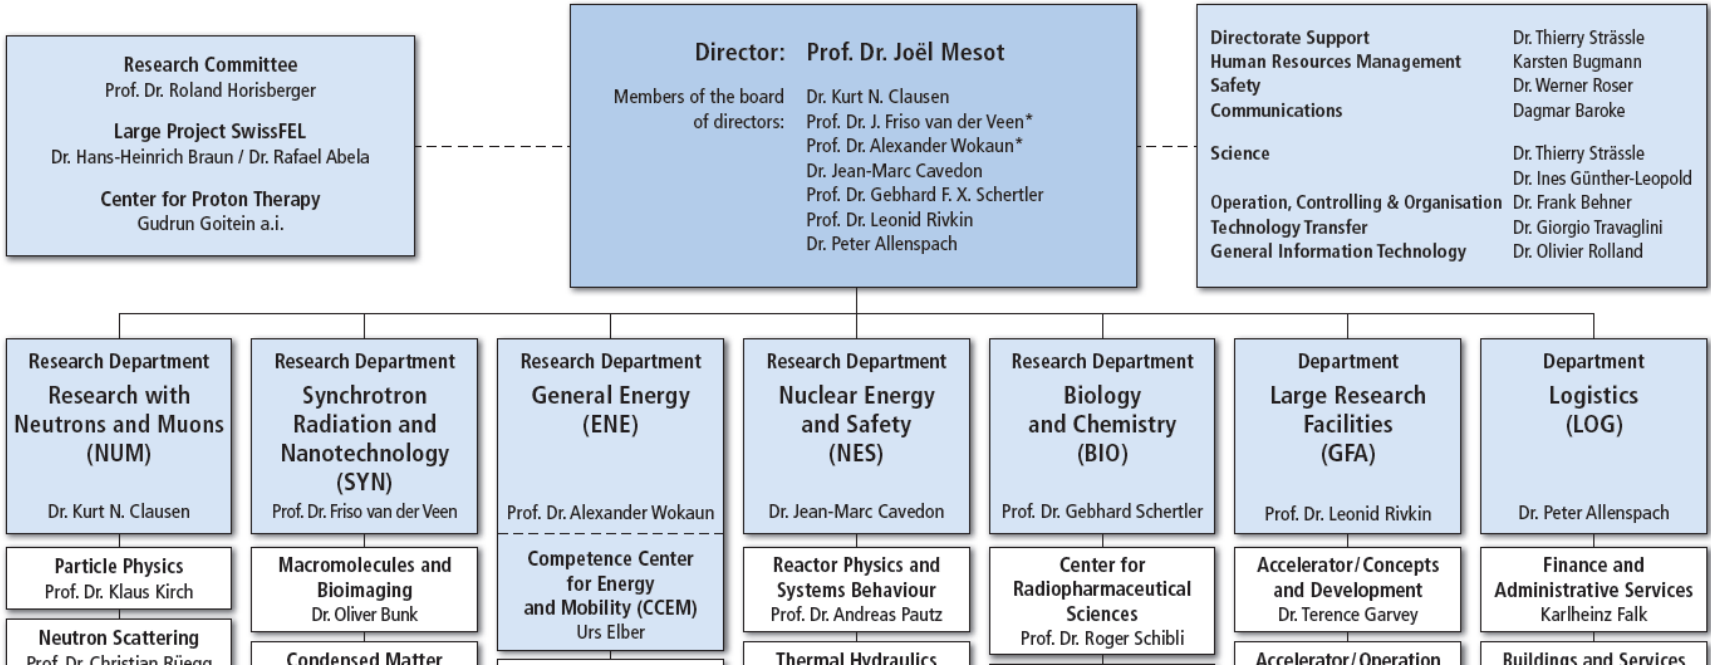 Research Committee
Prof. Dr. Roland Horisberger
Large Project SwissFEL
Dr. Hans-Heinrich Braun / Dr. Rafael Abela
Center for Proton Therapy
Gudrun Goitein a.i.
Director: Prof. Dr. Joël Mesot
Members of the board Dr. Kurt N. Clausen
of directors: Prof. Dr. J. Friso van der Veen*
Prof. Dr. Alexander Wokaun*
Dr. Jean-Marc Cavedon
Prof. Dr. Gebhard F. X. Schertler
Prof. Dr. Leonid Rivkin
Dr. Peter Allenspach
Directorate Support Dr. Thierry Strässle
Human Resources Management Karsten Bugmann
Safety Dr. Werner Roser
Communications Dagmar Baroke
Science Dr. Thierry Strässle
Dr. Ines Günther-Leopold
Operation, Controlling & Organisation Dr. Frank Behner
Technology Transfer Dr. Giorgio Travaglini
General Information Technology Dr. Olivier Rolland
Research Department
Research with
Neutrons and Muons
(NUM)
Dr. Kurt N. Clausen
Particle Physics
Prof. Dr. Klaus Kirch
Neutron Scattering
Prof. Dr. Christian Rüegg
Research Department
Synchrotron
Radiation and
Nanotechnology
(SYN)
Prof. Dr. Friso van der Veen
Macromolecules and
Bioimaging
Dr. Oliver Bunk
Condensed Matter
Research Department
General Energy
(ENE)
Prof. Dr. Alexander Wokaun
Competence Center
for Energy
and Mobility (CCEM)
Urs Elber
Research Department
Nuclear Energy
and Safety
(NES)
Dr. Jean-Marc Cavedon
Reactor Physics and
Systems Behaviour
Prof. Dr. Andreas Pautz
Thermal Hydraulics
Research Department
Biology
and Chemistry
(BIO)
Prof. Dr. Gebhard Schertler
Center for
Radiopharmaceutical
Sciences
Prof. Dr. Roger Schibli
Department
Large Research
Facilities
(GFA)
Prof. Dr. Leonid Rivkin
Accelerator/Concepts
and Development
Dr. Terence Garvey
Accelerator/Operation
Department
Logistics
(LOG)
Dr. Peter Allenspach
Finance and
Administrative Services
Karlheinz Falk
Buildings and Services